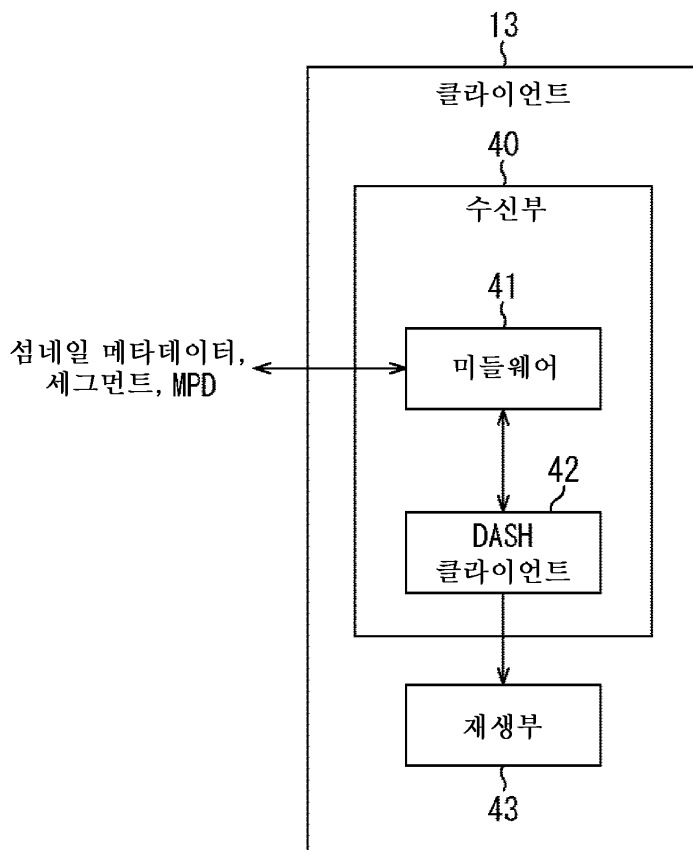 13
클라이언트
40
수신부
41
미들웨어
섬네일 메타데이터,
세그먼트, MPD
42
DASH
클라이언트
재생부
43